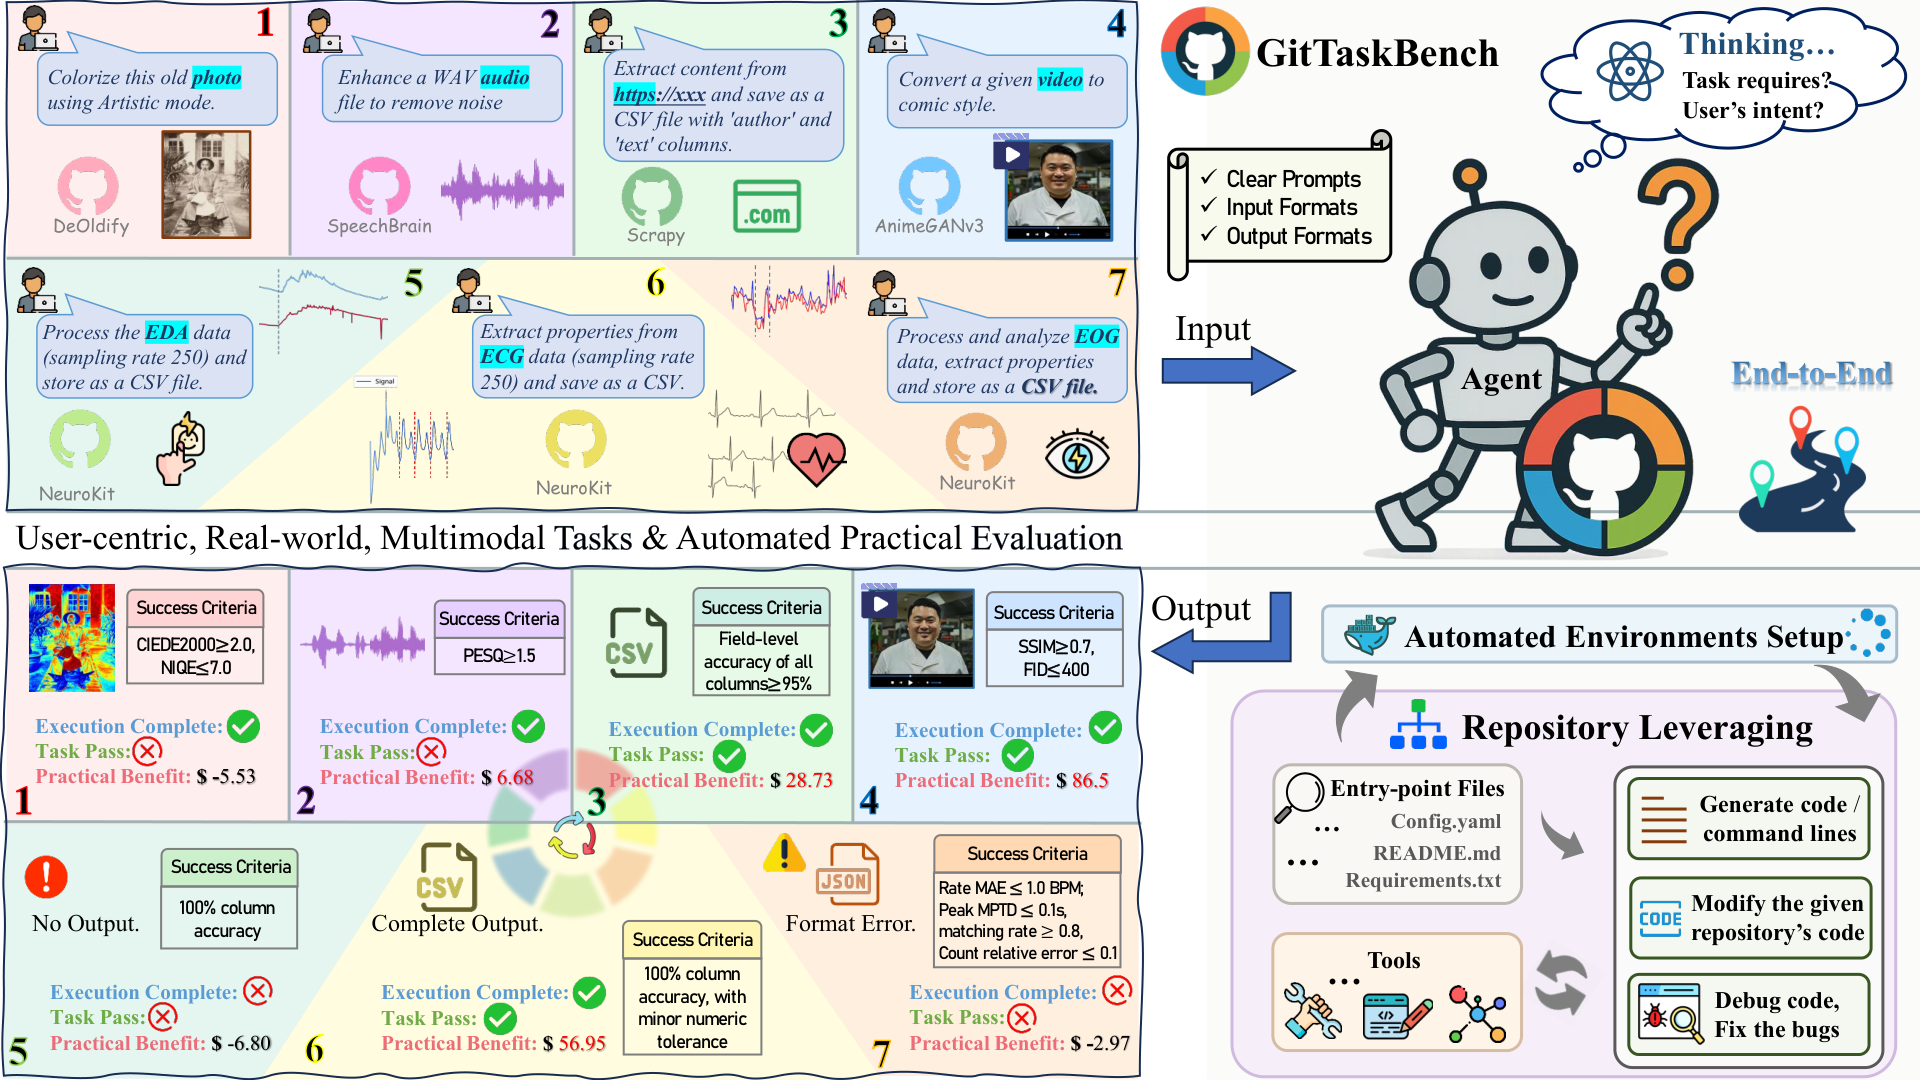 1
Colorize this old photo
using Artistic mode.
DeOldify
2
Enhance a WAV audio
file to remove noise
SpeechBrain
3
Extract content from
https://xxx and save as a
CSV file with 'author' and
'text' columns.
.com
Scrapy
4
Convert a given video to
comic style.
AnimeGANv3
5
Process the EDA data
(sampling rate 250) and
store as a CSV file.
NeuroKit
Signal
6
Extract properties from
ECG data (sampling rate
250) and save as a CSV.
NeuroKit
7
Process and analyze EOG
data, extract properties
and store as a CSV file.
NeuroKit
GitTaskBench
Thinking...
Task requires?
User's intent?
✓ Clear Prompts
✓ Input Formats
✓ Output Formats
Input
Agent
End-to-End
User-centric, Real-world, Multimodal Tasks & Automated Practical Evaluation
Success Criteria
CIEDE2000≥2.0,
NIQE≤7.0
Execution Complete:
Task Pass:
Practical Benefit: $ -5.53
1
Success Criteria
PESQ≥1.5
Execution Complete:
Task Pass:
Practical Benefit: $ 6.68
2
CSV
Success Criteria
Field-level
accuracy of all
columns≥95%
Execution Complete:
Task Pass:
Practical Benefit: $ 28.73
3
Success Criteria
SSIM≥0.7,
FID≤400
Execution Complete:
Task Pass:
Practical Benefit: $ 86.5
4
No Output.
Success Criteria
100% column
accuracy
Execution Complete:
Task Pass:
Practical Benefit: $ -6.80
5
CSV
Complete Output.
Success Criteria
100% column
accuracy, with
minor numeric
tolerance
Execution Complete:
Task Pass:
Practical Benefit: $ 56.95
6
JSON
Format Error.
Success Criteria
Rate MAE ≤ 1.0 BPM;
Peak MPTD ≤ 0.1s,
matching rate ≥ 0.8,
Count relative error ≤ 0.1
Execution Complete:
Task Pass:
Practical Benefit: $ -2.97
7
Output
Automated Environments Setup
Repository Leveraging
Entry-point Files
... Config.yaml
... README.md
Requirements.txt
Tools
...
Generate code /
command lines
CODE
Modify the given
repository's code
Debug code,
Fix the bugs